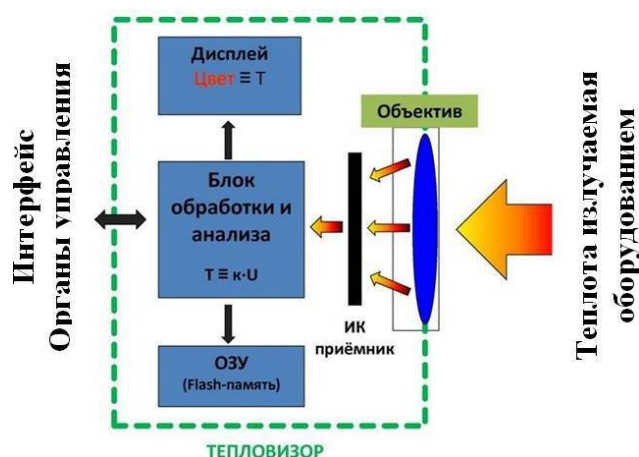 Дисплей
Цвет ≡ Т
Объектив
Интерфейс
Органы управления
Блок
обработки и
анализа
T ≡ к·U
Теплота излучаемая
оборудованием
ИК
приёмник
ОЗУ
(Flash-память)
ТЕПЛОВИЗОР